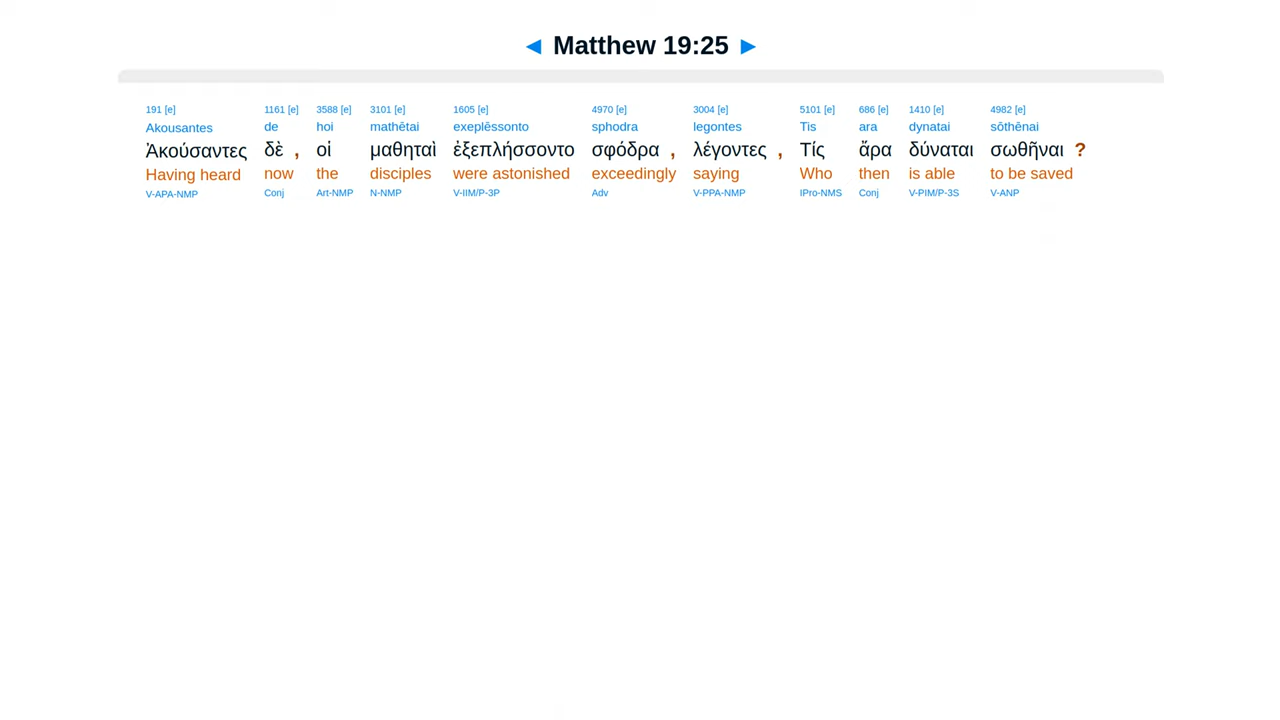 ◄ Matthew 19:25 ►
191 [e] 1161 [e] 3588 [e] 3101 [e] 1605 [e] 4970 [e] 3004 [e] 5101 [e] 686 [e] 1410 [e] 4982 [e]
Akousantes de hoi mathētai exeplēssonto sphodra legontes Tis ara dynatai sōthēnai
Ἀκούσαντες δὲ , οἱ μαθηταὶ ἐξεπλήσσοντο σφόδρα , λέγοντες , Τίς ἄρα δύναται σωθῆναι ?
Having heard now the disciples were astonished exceedingly saying Who then is able to be saved
V-APA-NMP Conj Art-NMP N-NMP V-IIM/P-3P Adv V-PPA-NMP IPro-NMS Conj V-PIM/P-3S V-ANP